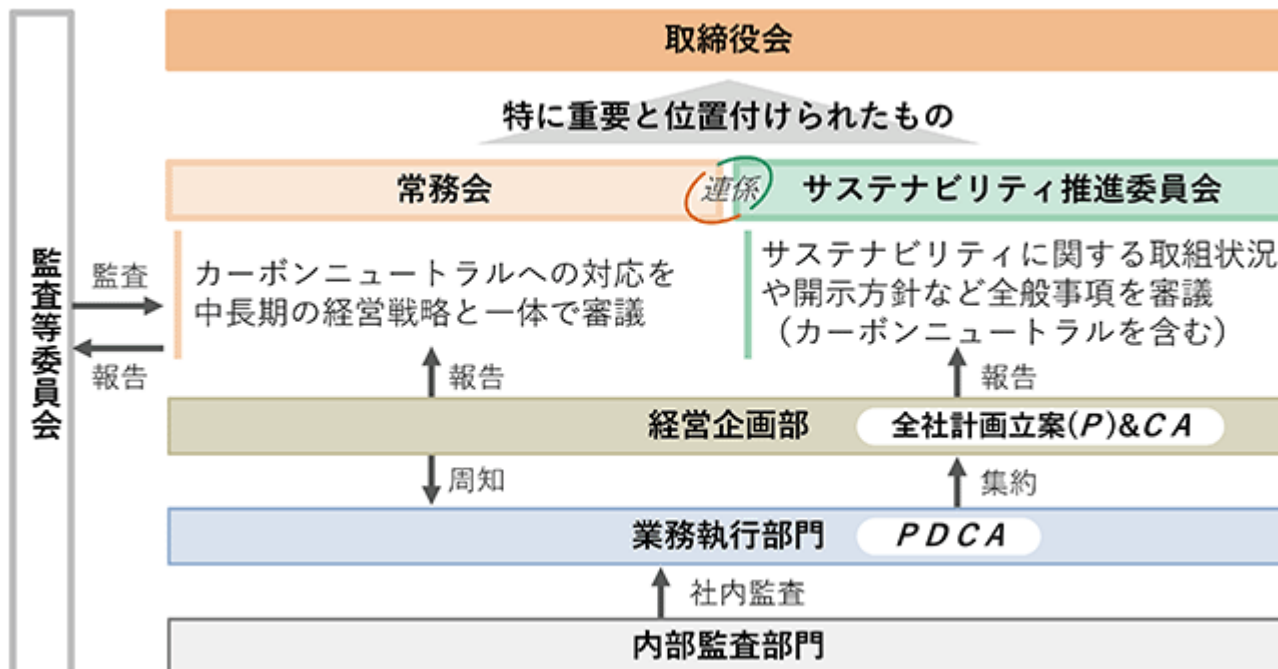 取締役会
特に重要と位置付けられたもの
常務会
連係
サステナビリティ推進委員会
監査等委員会
監査
報告
カーボンニュートラルへの対応を
中長期の経営戦略と一体で審議
サステナビリティに関する取組状況
や開示方針など全般事項を審議
（カーボンニュートラルを含む）
報告
報告
経営企画部
全社計画立案(P)&CA
周知
集約
業務執行部門
PDCA
社内監査
内部監査部門